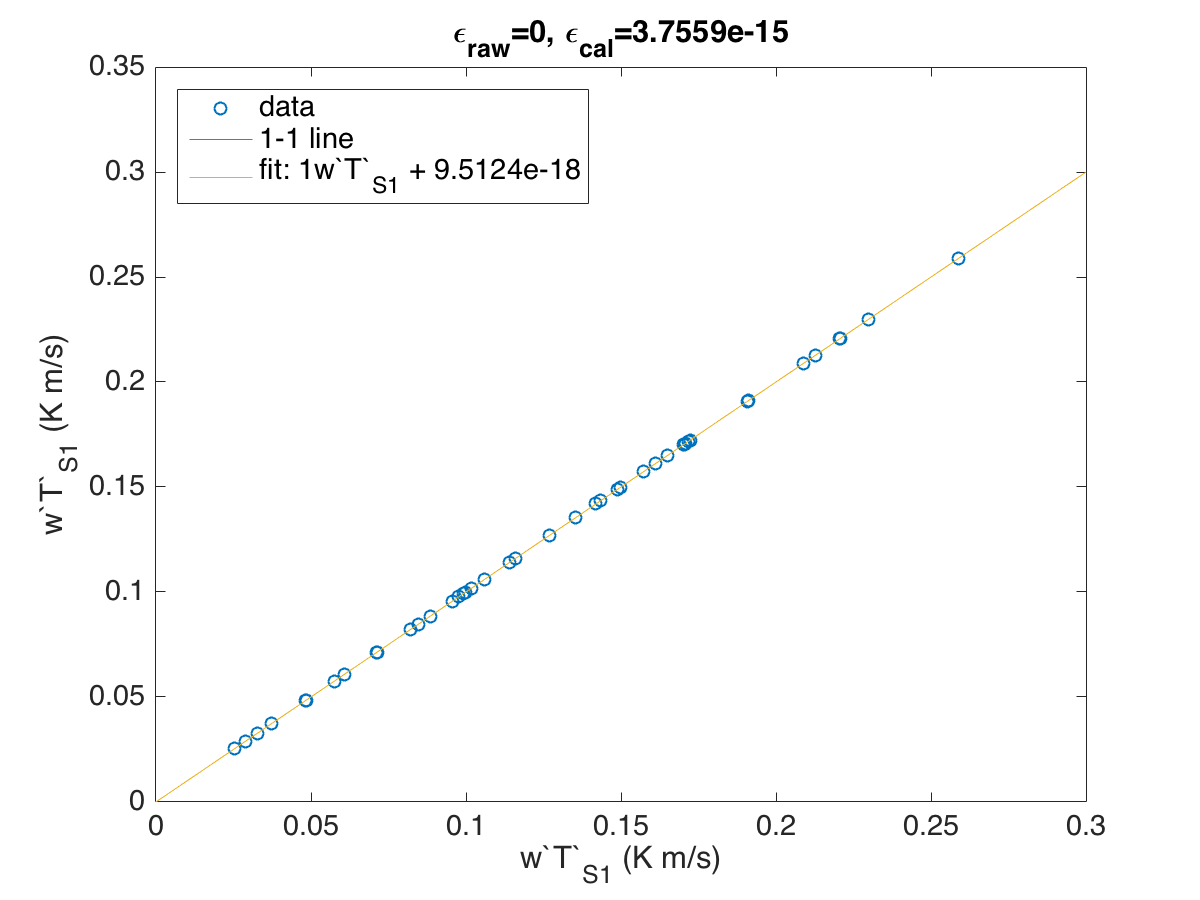 ϵraw=0, ϵcal=3.7559e-15
0.35
0.3
0.25
0.2
0.15
0.1
0.05
0
data
1-1 line
fit: 1w`T`S1 + 9.5124e-18
w`T`S1 (K m/s)
0 0.05 0.1 0.15 0.2 0.25 0.3
w`T`S1 (K m/s)